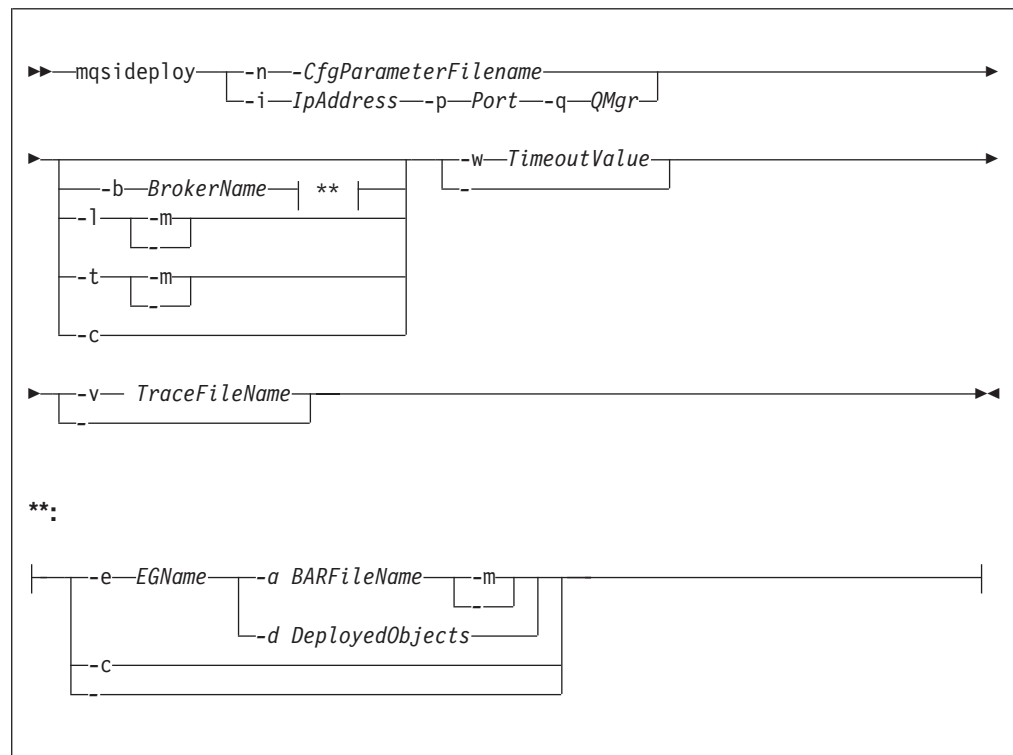 mqsideploy -n -CfgParameterFilename
-i IpAddress -p Port -q QMgr
-w TimeoutValue
-b BrokerName ** -
-l -m
-
-t -m
-
-c
-v TraceFileName
-
**:
-e EGName -a BARFileName -m
-
-d DeployedObjects
-c
-